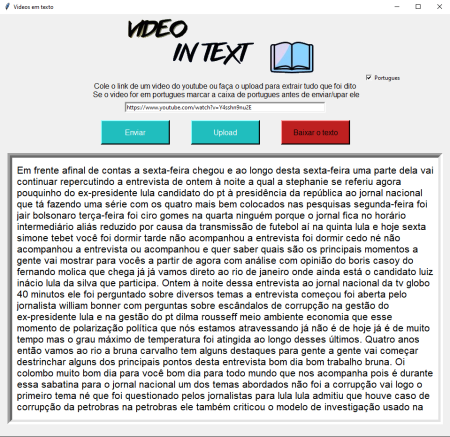 Videos em texto
VIDEO
IN TEXT
Portugues
Cole o link de um video do youtube ou faça o upload para extrair tudo que foi dito
Se o video for em portugues marcar a caixa de portugues antes de enviar/upar ele
https://www.youtube.com/watch?v=Y4sshn9nu2E
Enviar
Upload
Baixar o texto
Em frente afinal de contas a sexta-feira chegou e ao longo desta sexta-feira uma parte dela vai
continuar repercutindo a entrevista de ontem à noite a qual a stephanie se referiu agora
pouquinho do ex-presidente lula candidato do pt à presidência da república ao jornal nacional
que tá fazendo uma série com os quatro mais bem colocados nas pesquisas segunda-feira foi
jair bolsonaro terça-feira foi ciro gomes na quarta ninguém porque o jornal fica no horário
intermediário aliás reduzido por causa da transmissão de futebol aí na quinta lula e hoje sexta
simone tebet você foi dormir tarde não acompanhou a entrevista foi dormir cedo né não
acompanhou a entrevista ou acompanhou e quer saber quais são os principais momentos a
gente vai mostrar para vocês a partir de agora com análise com opinião do boris casoy do
fernando molica que chega já já vamos direto ao rio de janeiro onde ainda está o candidato luiz
inácio lula da silva que participa. Ontem à noite dessa entrevista ao jornal nacional da tv globo
40 minutos ele foi perguntado sobre diversos temas a entrevista começou foi aberta pelo
jornalista william bonner com perguntas sobre escândalos de corrupção na gestão do
ex-presidente lula e na gestão do pt dilma rousseff meio ambiente economia que esse
momento de polarização política que nós estamos atravessando já não é de hoje já é de muito
tempo mas o grau máximo de temperatura foi atingida ao longo desses últimos. Quatro anos
então vamos ao rio a bruna carvalho tem alguns destaques para gente a gente vai começar
destrinchar alguns dos principais pontos desta entrevista bom dia bom trabalho bruna. Oi
colombo muito bom dia para você bom dia para todo mundo que nos acompanha pois é durante
essa sabatina para o jornal nacional um dos temas abordados não foi a corrupção vai logo o
primeiro tema né que foi questionado pelos jornalistas para lula lula admitiu que houve caso de
corrupção da petrobras na petrobras ele também criticou o modelo de investigação usado na